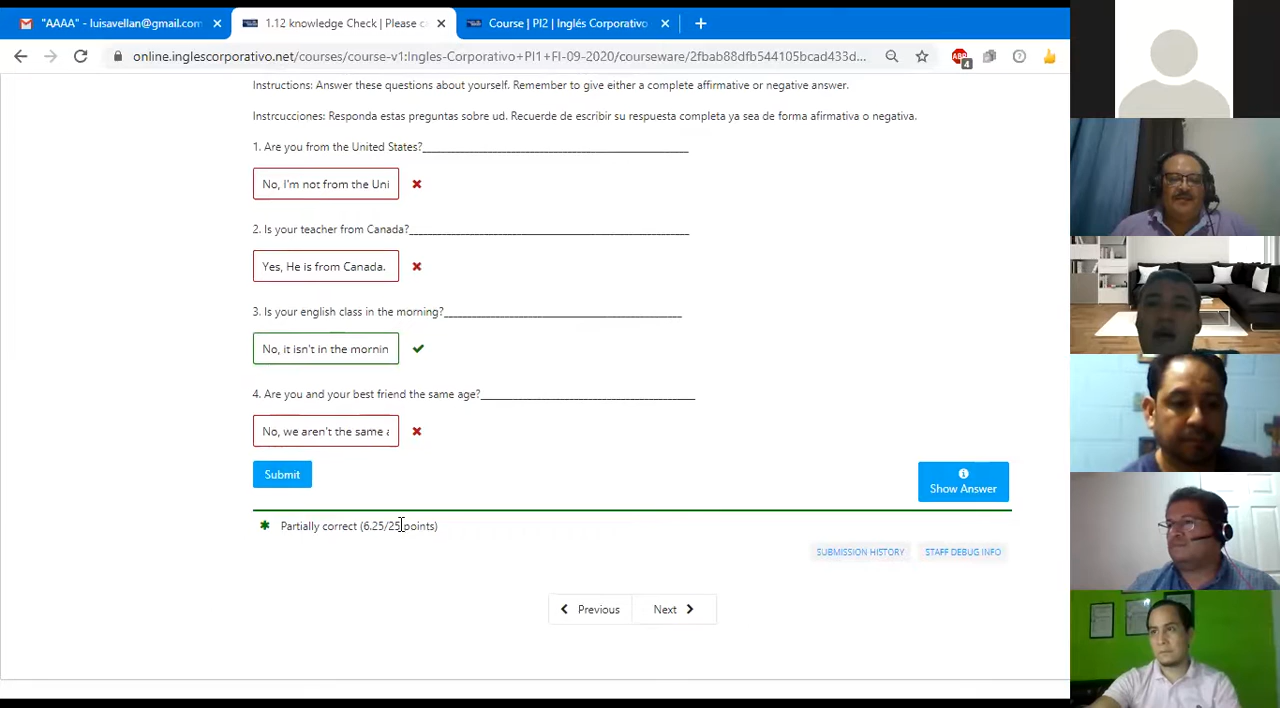 "AAAA" - luisavellan@gmail.com
1.12 knowledge Check | Please c
Course | PI2 | Inglés Corporativo
online.inglescorporativo.net/courses/course-v1:Ingles-Corporativo+PI1+FI-09-2020/courseware/2fbab88dfb544105bcad433d...
4
Instructions: Answer these questions about yourself. Remember to give either a complete affirmative or negative answer.
Instrcucciones: Responda estas preguntas sobre ud. Recuerde de escribir su respuesta completa ya sea de forma afirmativa o negativa.
1. Are you from the United States?
No, I'm not from the Uni
2. Is your teacher from Canada?
Yes, He is from Canada.
3. Is your english class in the morning?
No, it isn't in the mornin
4. Are you and your best friend the same age?
No, we aren't the same a
Submit
Show Answer
Partially correct (6.25/25 points)
SUBMISSION HISTORY
STAFF DEBUG INFO
Previous
Next